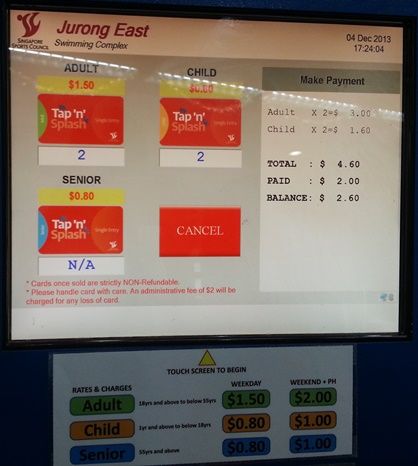 Jurong East
SINGAPORE
SPORTS COUNCIL
Swimming Complex
04 Dec 2013
17:24:04
ADULT
CHILD
$1.50
$0.80
Make Payment
Tap 'n'
Splash
Single Entry
Tap 'n'
Splash
Single Entry
2
2
Adult X 2=$ 3.00
Child X 2=$ 1.60
TOTAL : $ 4.60
PAID : $ 2.00
BALANCE: $ 2.60
SENIOR
$0.80
Tap 'n'
Splash
Single Entry
CANCEL
N/A
* Cards once sold are strictly NON-Refundable.
* Please handle card with care. An administrative fee of $2 will be
charged for any loss of card.
TOUCH SCREEN TO BEGIN
RATES & CHARGES WEEKDAY WEEKEND + PH
Adult 18yrs and above to below 55yrs $1.50 $2.00
Child 1yr and above to below 18yrs $0.80 $1.00
Senior 55yrs and above $0.80 $1.00